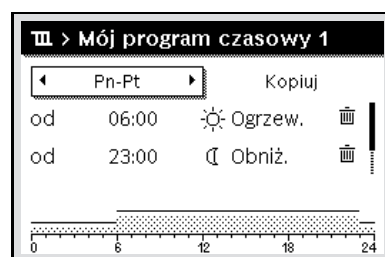 > Mój program czasowy 1
Pn-Pt Kopiuj
od 06:00 Ogrzew.
od 23:00 Obniż.
0 6 12 18 24